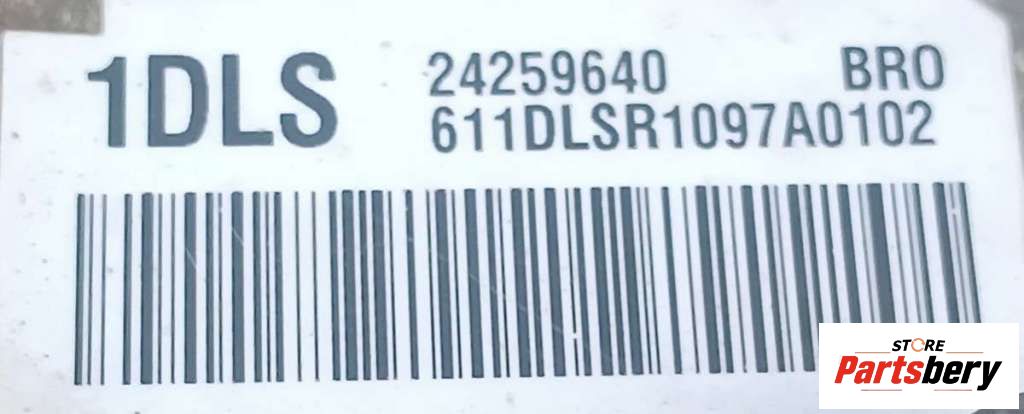 1DLS
24259640 BRO
611DLSR1097A0102
STORE
Partsbery